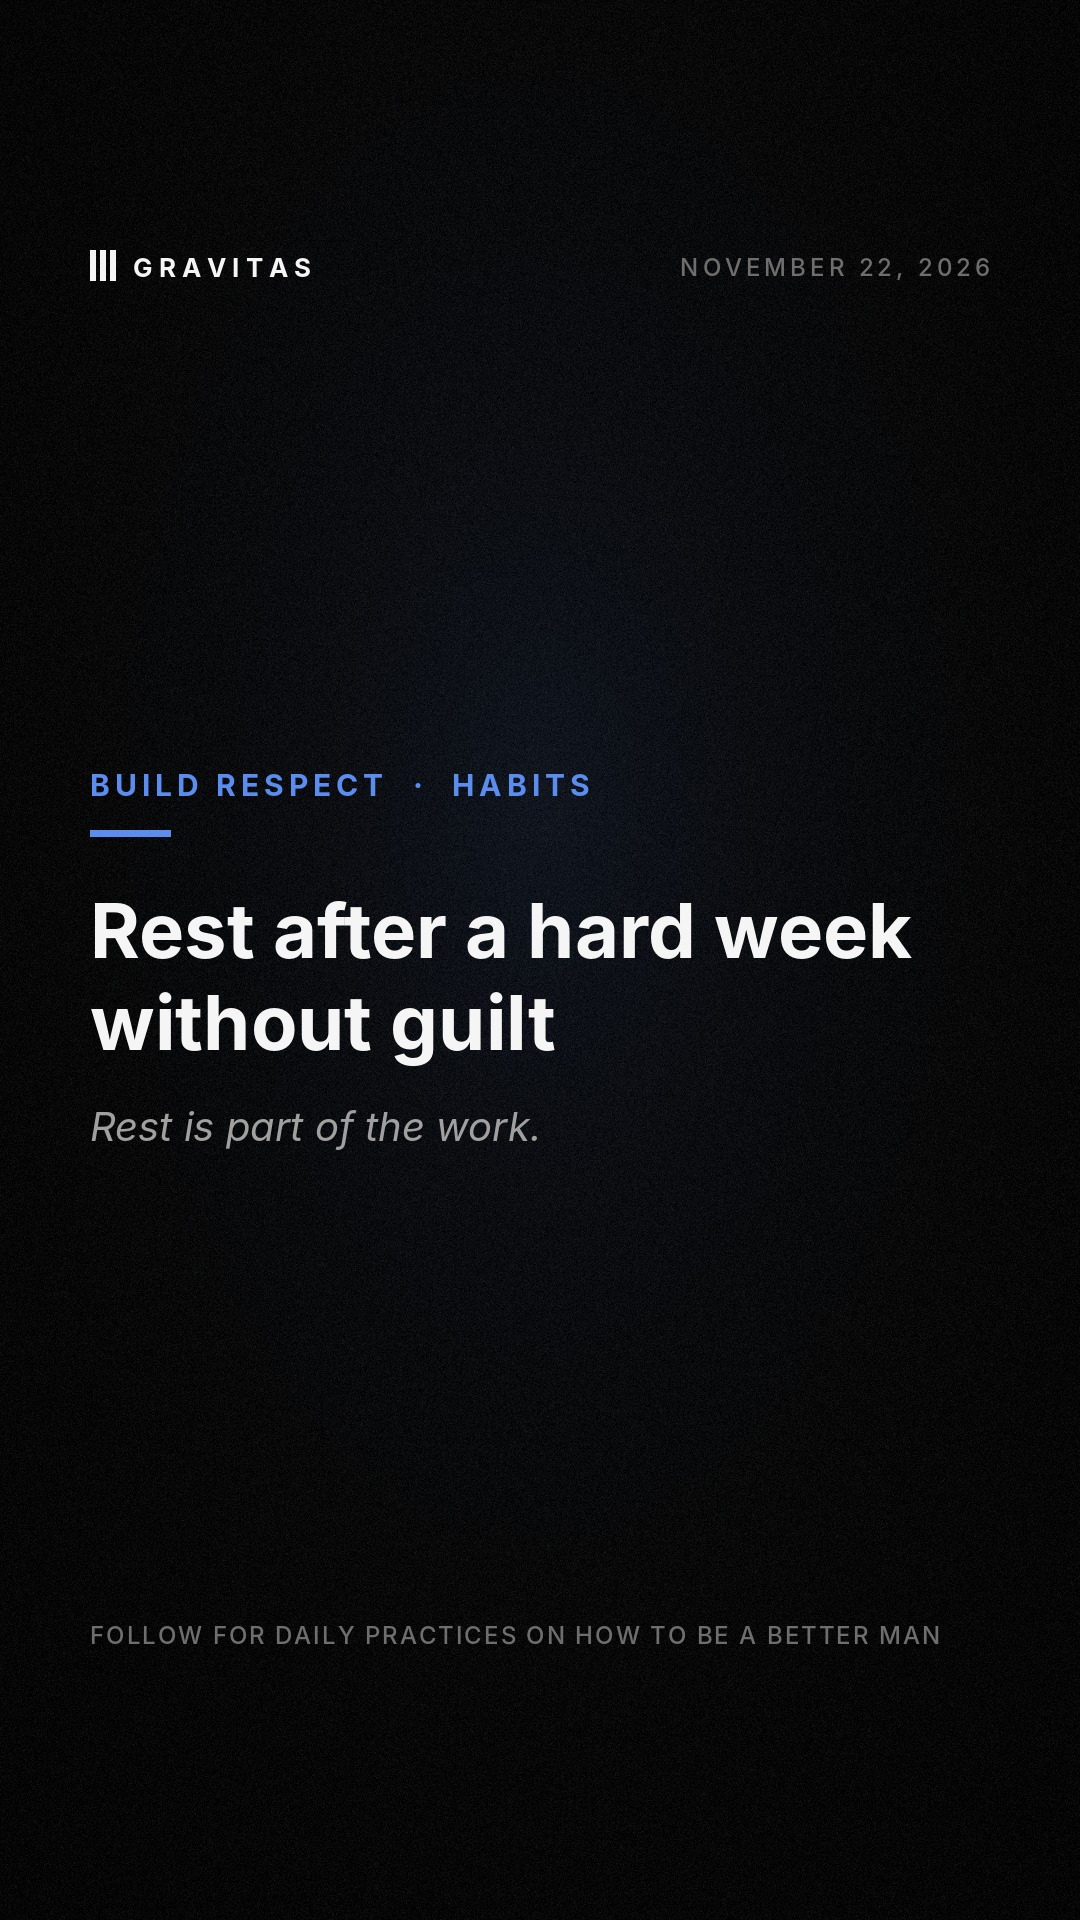 GRAVITAS
NOVEMBER 22, 2026
BUILD RESPECT · HABITS
Rest after a hard week
without guilt
Rest is part of the work.
FOLLOW FOR DAILY PRACTICES ON HOW TO BE A BETTER MAN